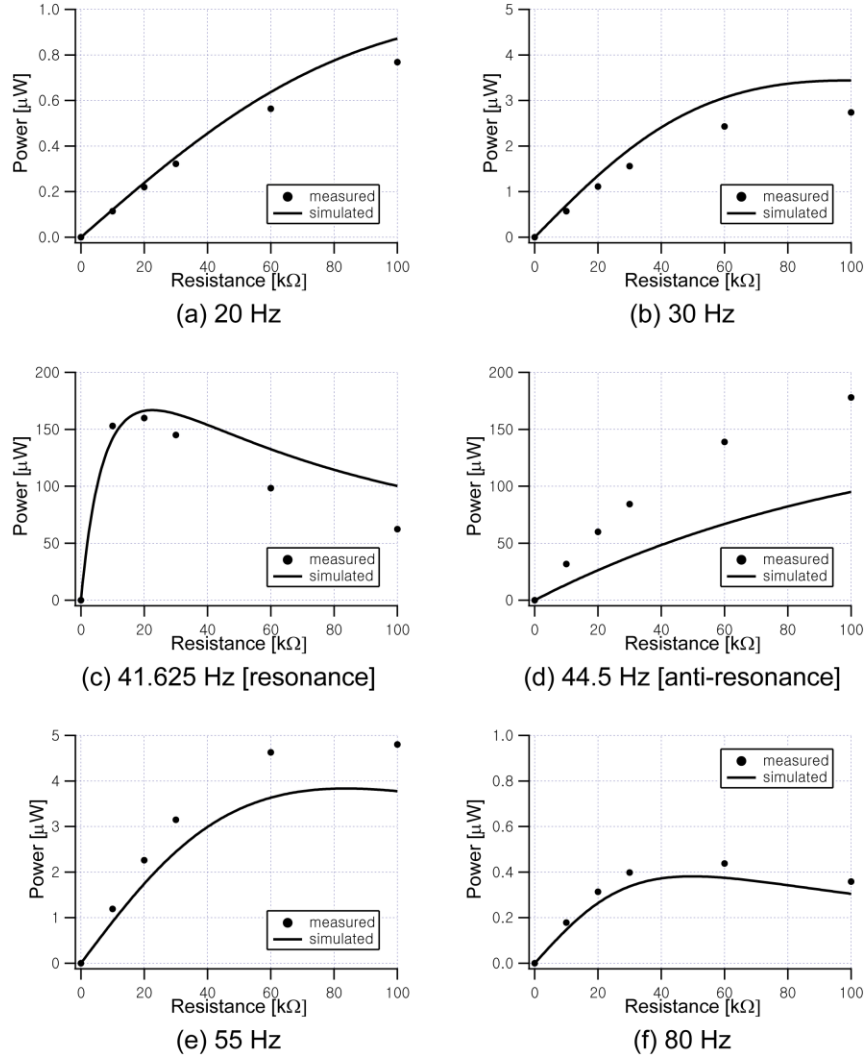 1.0
0.8
0.6
0.4
0.2
0.0
Power [μW]
measured
simulated
0 20 40 60 80 100
Resistance [kΩ]
(a) 20 Hz
5
4
3
2
1
0
Power [μW]
measured
simulated
0 20 40 60 80 100
Resistance [kΩ]
(b) 30 Hz
200
150
100
50
0
Power [μW]
measured
simulated
0 20 40 60 80 100
Resistance [kΩ]
(c) 41.625 Hz [resonance]
200
150
100
50
0
Power [μW]
measured
simulated
0 20 40 60 80 100
Resistance [kΩ]
(d) 44.5 Hz [anti-resonance]
5
4
3
2
1
0
Power [μW]
measured
simulated
0 20 40 60 80 100
Resistance [kΩ]
(e) 55 Hz
1.0
0.8
0.6
0.4
0.2
0.0
Power [μW]
measured
simulated
0 20 40 60 80 100
Resistance [kΩ]
(f) 80 Hz